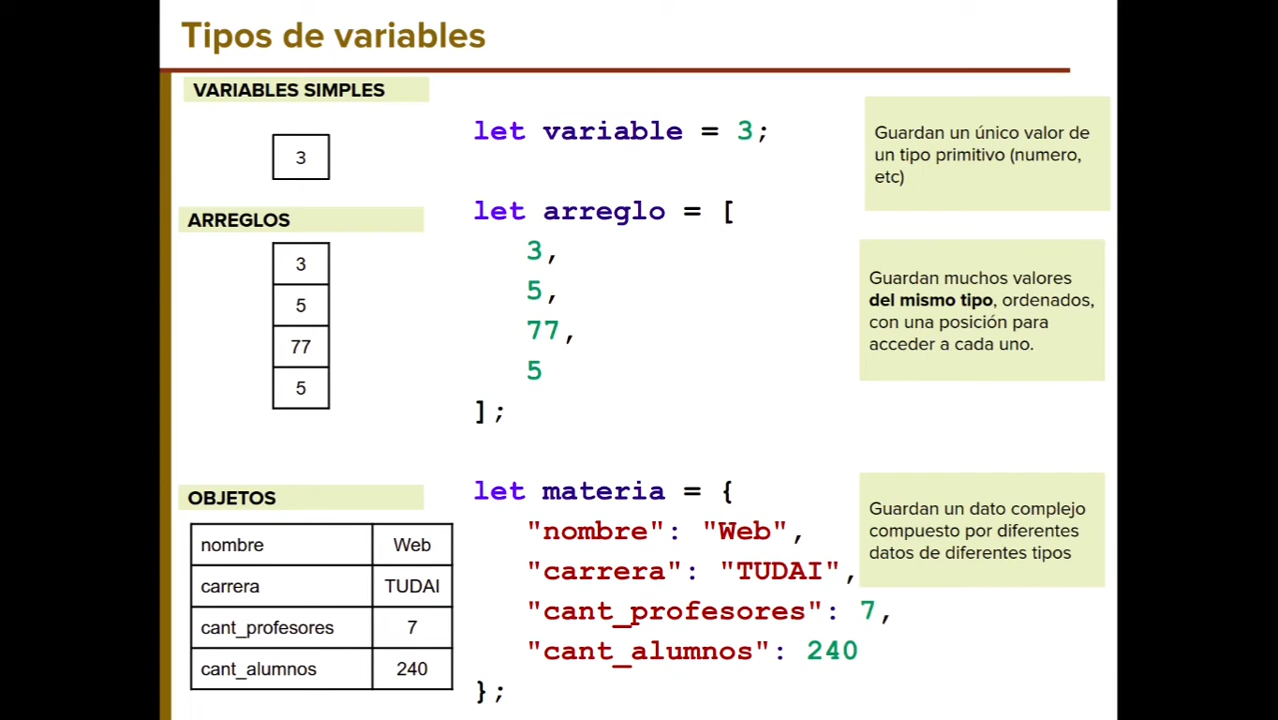 Tipos de variables
VARIABLES SIMPLES
3
let variable = 3;
Guardan un único valor de
un tipo primitivo (numero,
etc)
ARREGLOS
3
5
77
5
let arreglo = [
3,
5,
77,
5
];
Guardan muchos valores
del mismo tipo, ordenados,
con una posición para
acceder a cada uno.
OBJETOS
nombre Web
carrera TUDAI
cant_profesores 7
cant_alumnos 240
let materia = {
"nombre": "Web",
"carrera": "TUDAI",
"cant_profesores": 7,
"cant_alumnos": 240
};
Guardan un dato complejo
compuesto por diferentes
datos de diferentes tipos